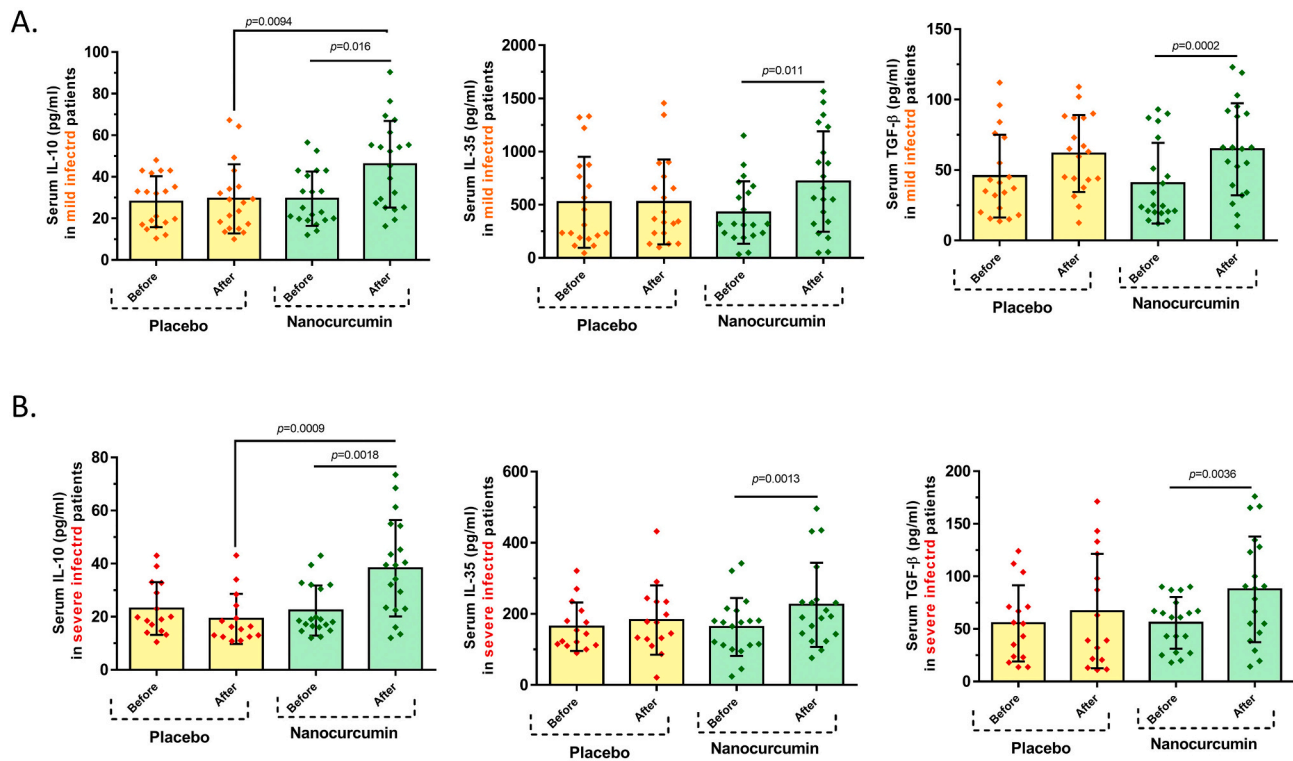 A.
p=0.0094
p=0.016
Serum IL-10 (pg/ml)
in mild infectrd patients
100
80
60
40
20
0
Before
After
Before
After
Placebo
Nanocurcumin
p=0.011
Serum IL-35 (pg/ml)
in mild infectrd patients
2000
1500
1000
500
0
Before
After
Before
After
Placebo
Nanocurcumin
p=0.0002
Serum TGF-β (pg/ml)
in mild infectrd patients
150
100
50
0
Before
After
Before
After
Placebo
Nanocurcumin
B.
p=0.0009
p=0.0018
Serum IL-10 (pg/ml)
in severe infectrd patients
80
60
40
20
0
Before
After
Before
After
Placebo
Nanocurcumin
p=0.0013
Serum IL-35 (pg/ml)
in severe infectrd patients
600
400
200
0
Before
After
Before
After
Placebo
Nanocurcumin
p=0.0036
Serum TGF-β (pg/ml)
in severe infectrd patients
200
150
100
50
0
Before
After
Before
After
Placebo
Nanocurcumin